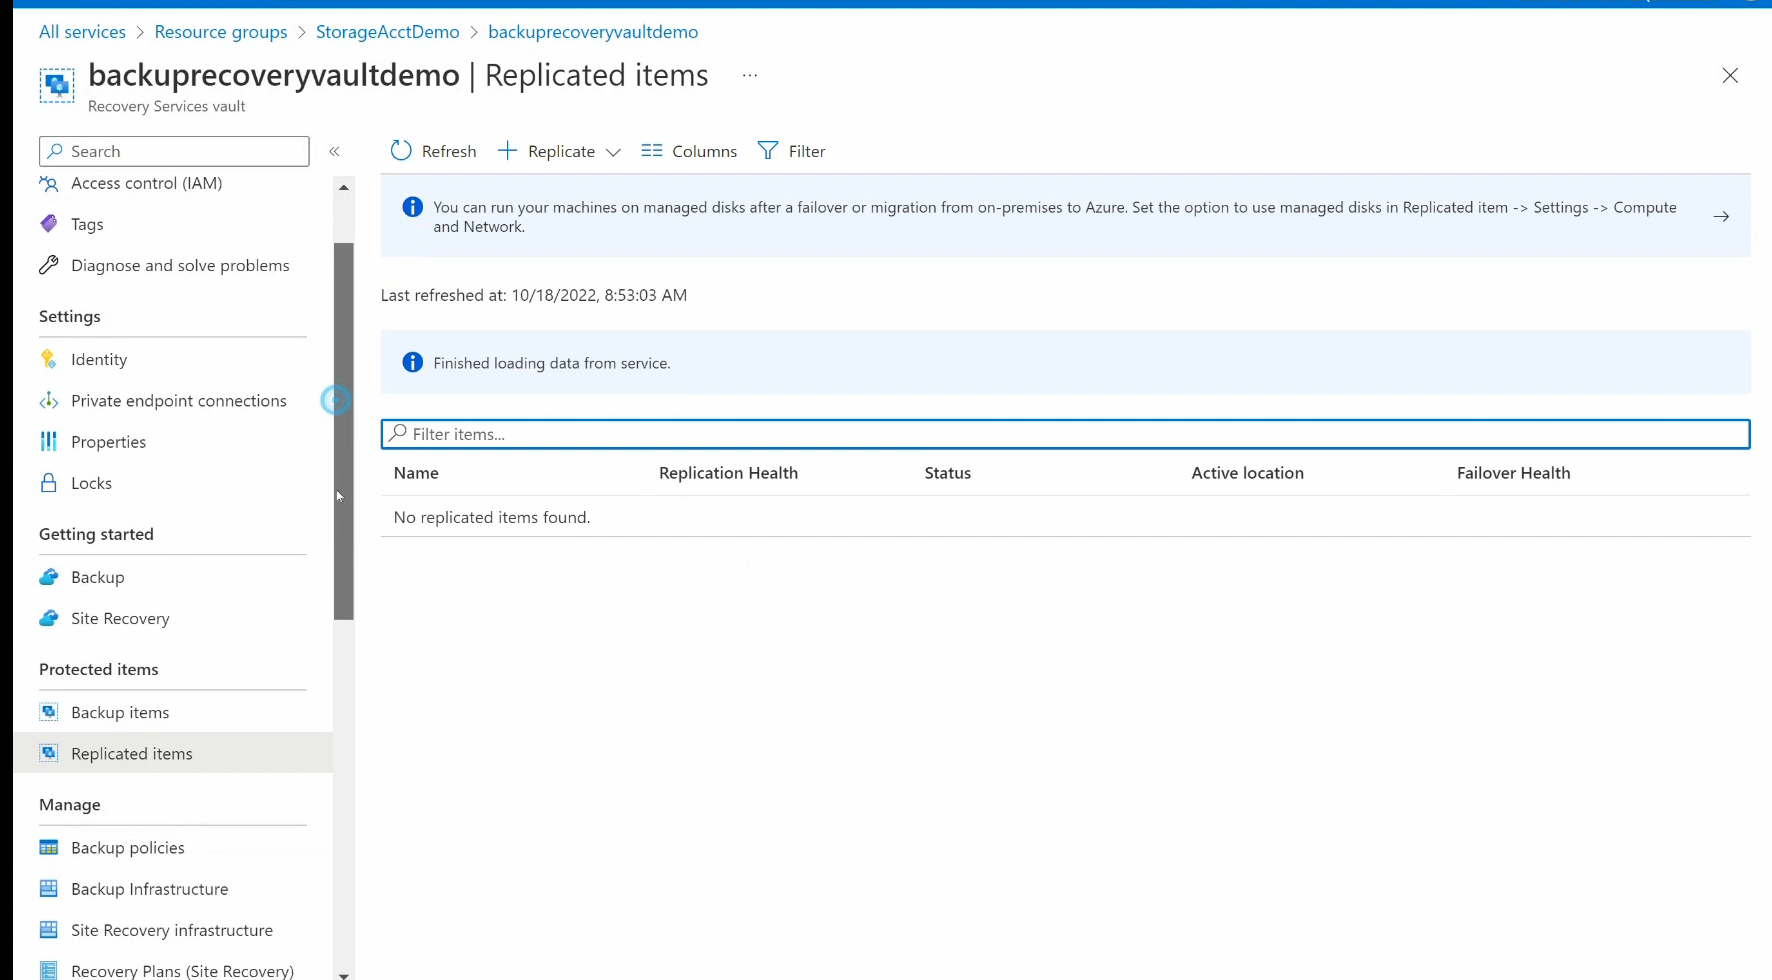 All services > Resource groups > StorageAcctDemo > backuprecoveryvaultdemo
backuprecoveryvaultdemo | Replicated items ...
Recovery Services vault
Search
«
Access control (IAM)
Tags
Diagnose and solve problems
Settings
Identity
Private endpoint connections
Properties
Locks
Getting started
Backup
Site Recovery
Protected items
Backup items
Replicated items
Manage
Backup policies
Backup Infrastructure
Site Recovery infrastructure
Recovery Plans (Site Recovery)
Refresh + Replicate Columns Filter
You can run your machines on managed disks after a failover or migration from on-premises to Azure. Set the option to use managed disks in Replicated item -> Settings -> Compute
and Network.
Last refreshed at: 10/18/2022, 8:53:03 AM
Finished loading data from service.
Filter items...
Name Replication Health Status Active location Failover Health
No replicated items found.